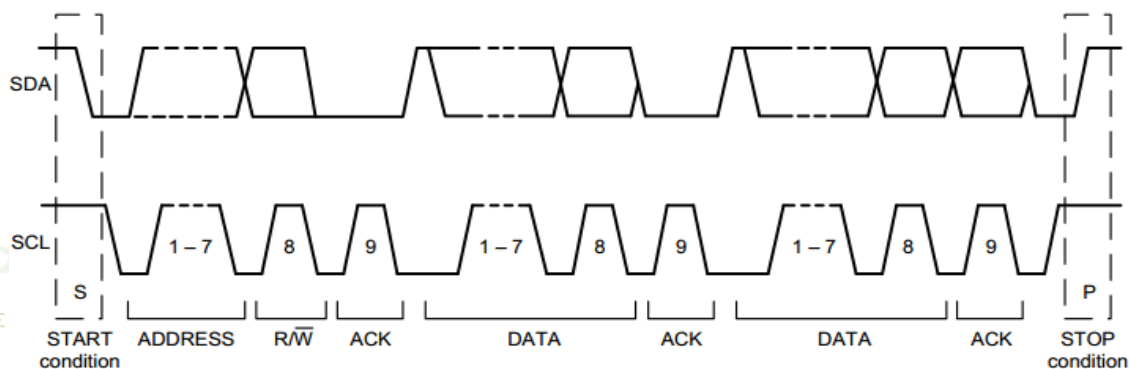 SDA
SCL
1 – 7
8
9
1 – 7
8
9
1 – 7
8
9
S
P
START
condition
ADDRESS
R/W̅
ACK
DATA
ACK
DATA
ACK
STOP
condition